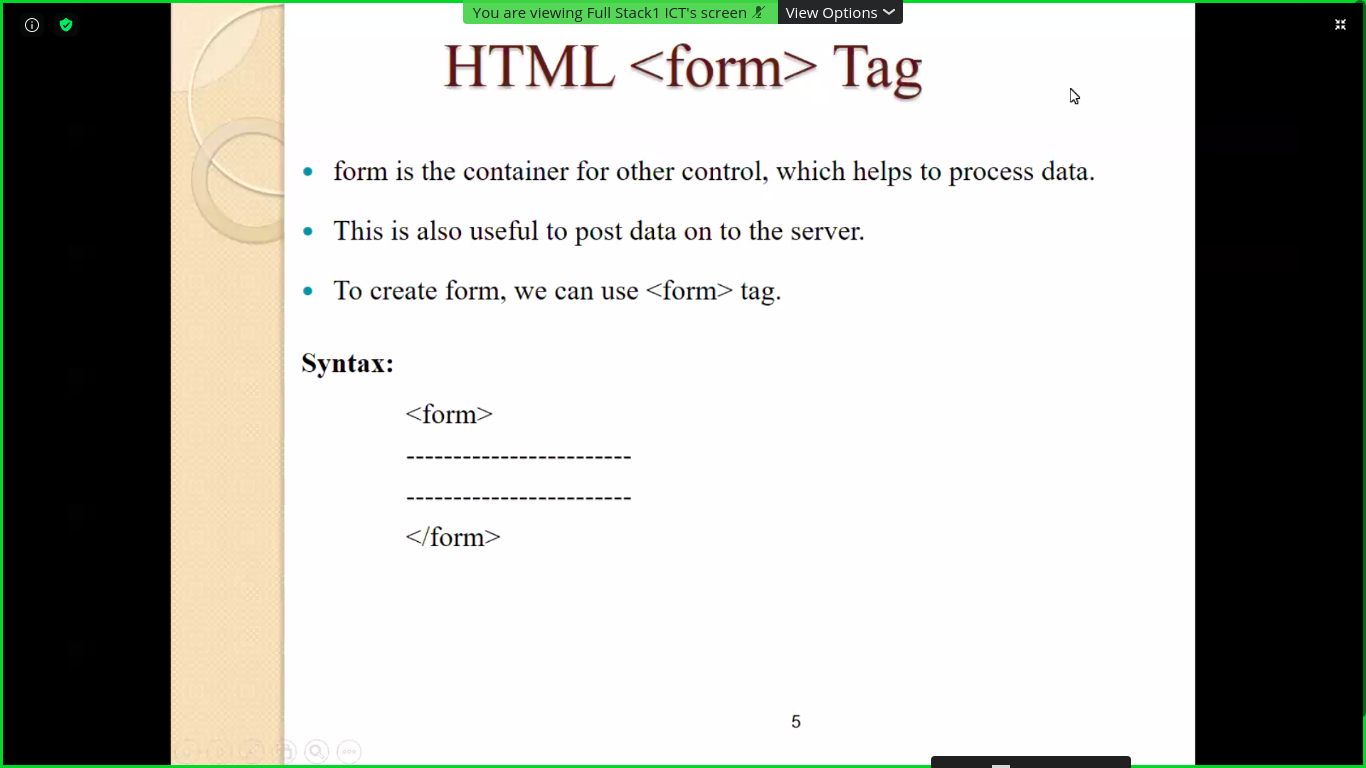 You are viewing Full Stack1 ICT's screen
View Options
HTML <form> Tag
• form is the container for other control, which helps to process data.
• This is also useful to post data on to the server.
• To create form, we can use <form> tag.
Syntax:
<form>
------------------------
------------------------
</form>
5